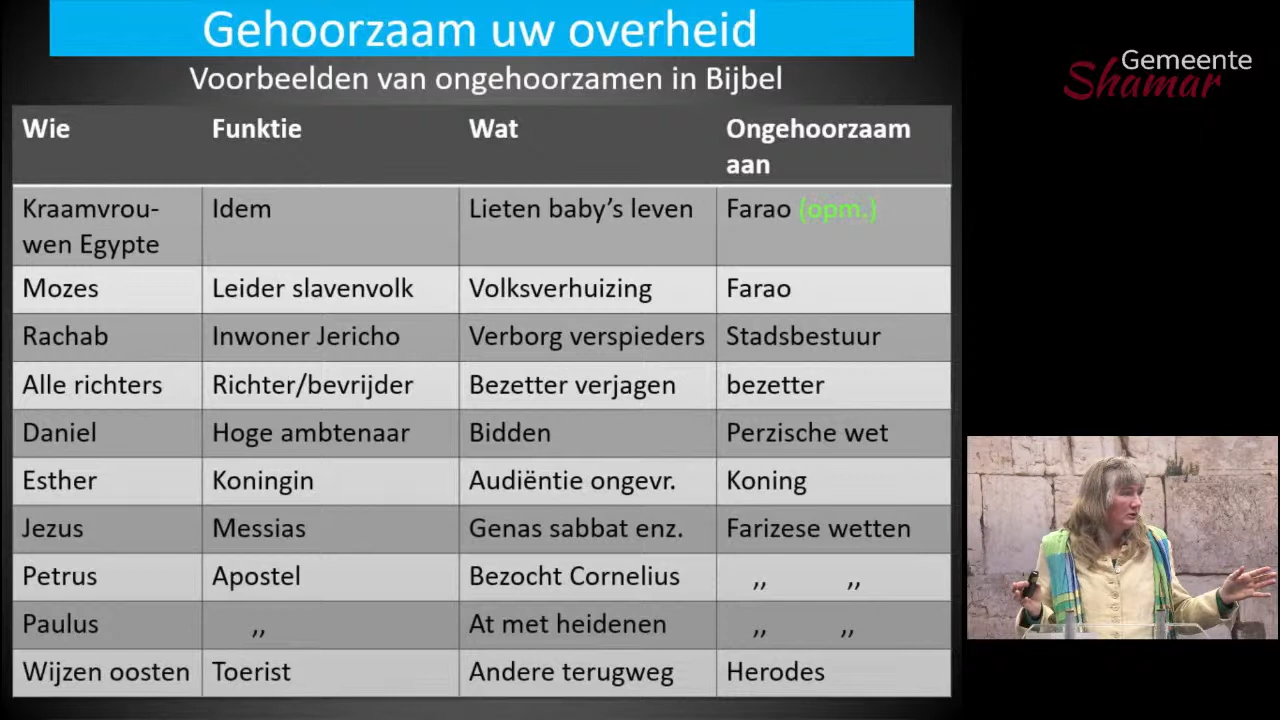 Gehoorzaam uw overheid
Voorbeelden van ongehoorzamen in Bijbel
Wie Funktie Wat Ongehoorzaam
aan
Kraamvrou- Idem Lieten baby's leven Farao (opm.)
wen Egypte
Mozes Leider slavenvolk Volksverhuizing Farao
Rachab Inwoner Jericho Verborg verspieders Stadsbestuur
Alle richters Richter/bevrijder Bezetter verjagen bezetter
Daniel Hoge ambtenaar Bidden Perzische wet
Esther Koningin Audiëntie ongevr. Koning
Jezus Messias Genas sabbat enz. Farizese wetten
Petrus Apostel Bezocht Cornelius ,, ,,
Paulus ,, At met heidenen ,, ,,
Wijzen oosten Toerist Andere terugweg Herodes
Gemeente
Shamar